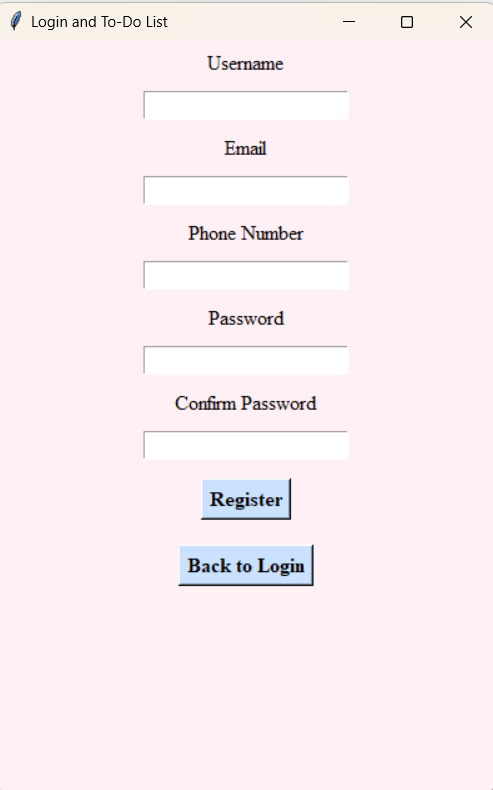 Login and To-Do List
Username
Email
Phone Number
Password
Confirm Password
Register
Back to Login